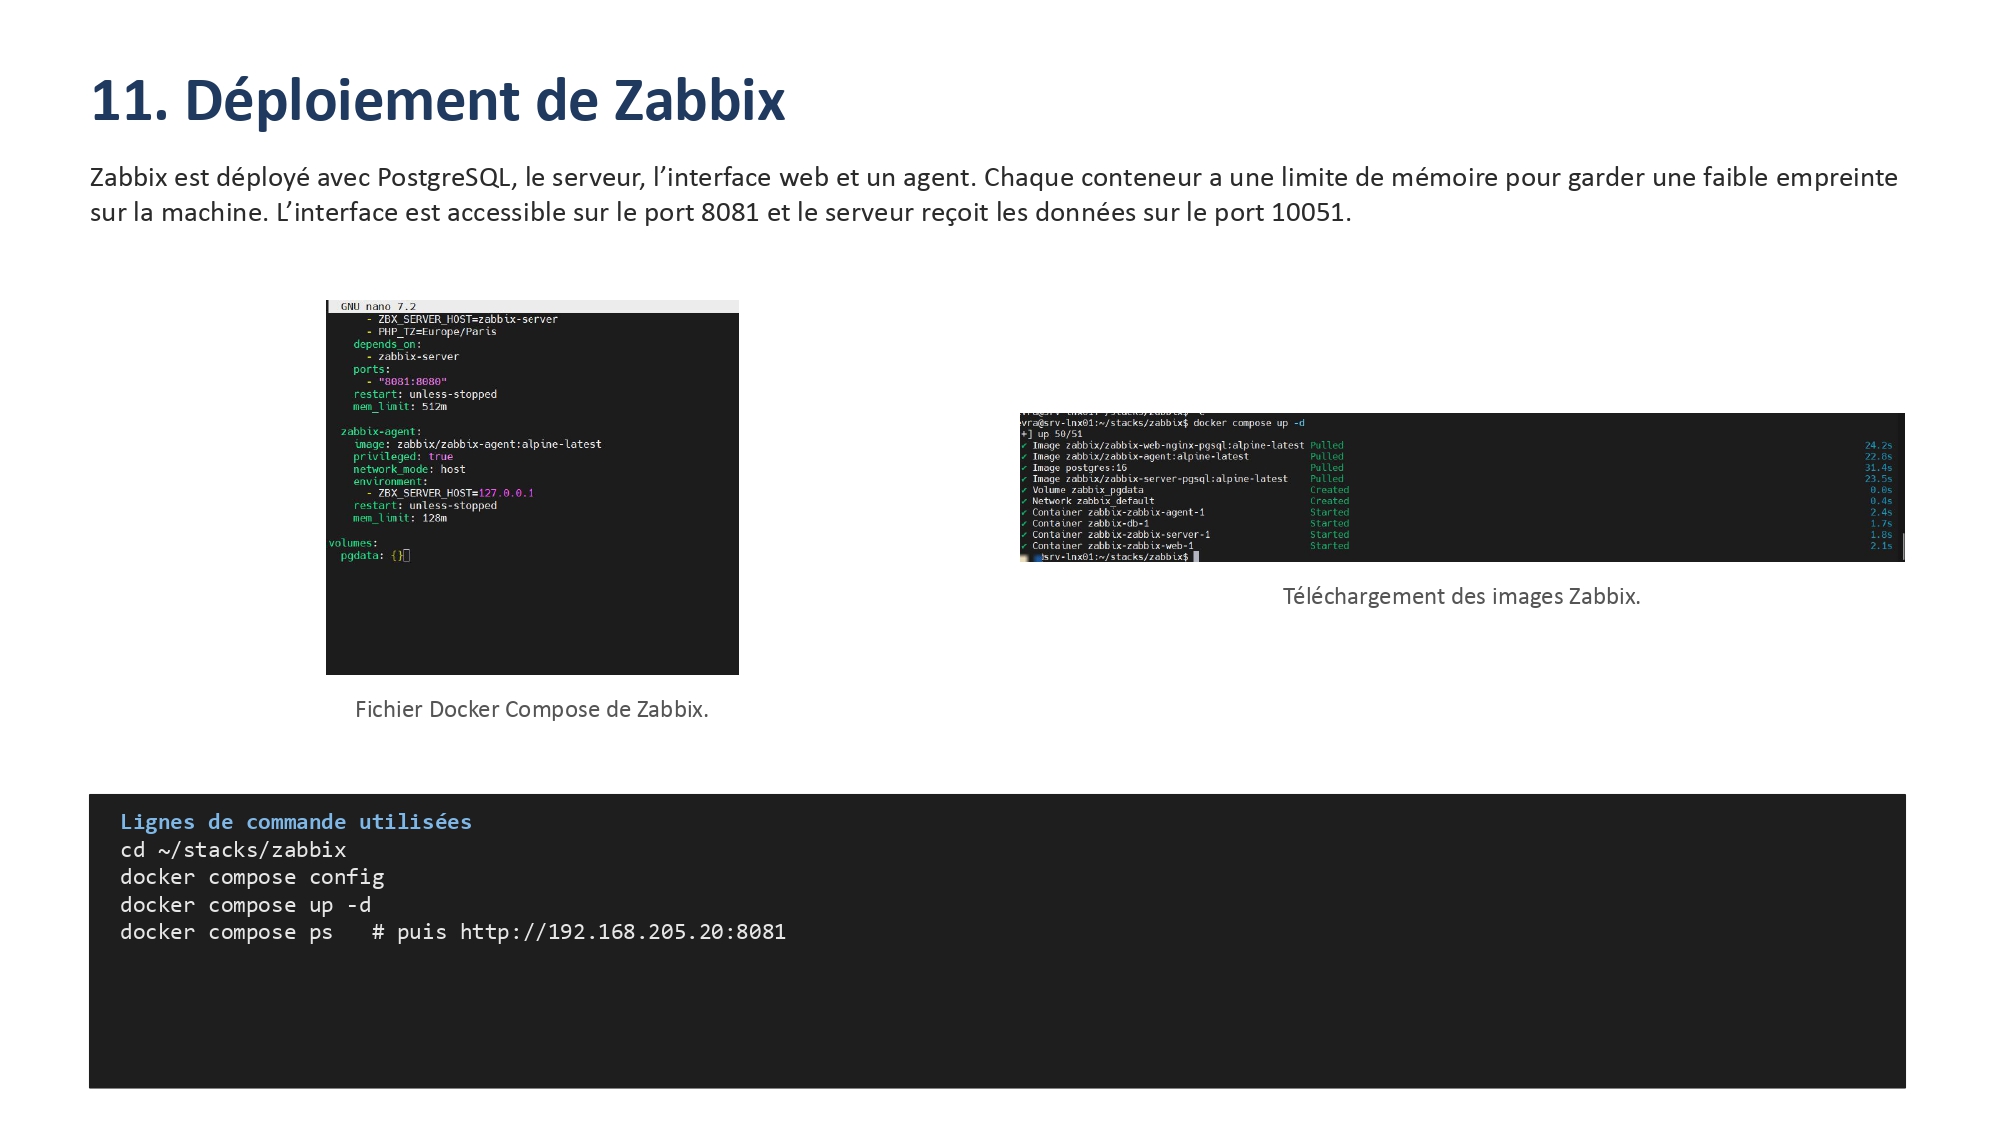 11. Déploiement de Zabbix
Zabbix est déployé avec PostgreSQL, le serveur, l’interface web et un agent. Chaque conteneur a une limite de mémoire pour garder une faible empreinte
sur la machine. L’interface est accessible sur le port 8081 et le serveur reçoit les données sur le port 10051.
GNU nano 7.2
- ZBX_SERVER_HOST=zabbix-server
- PHP_TZ=Europe/Paris
depends_on:
- zabbix-server
ports:
- "8081:8080"
restart: unless-stopped
mem_limit: 512m
zabbix-agent:
image: zabbix/zabbix-agent:alpine-latest
privileged: true
network_mode: host
environment:
- ZBX_SERVER_HOST=127.0.0.1
restart: unless-stopped
mem_limit: 128m
volumes:
pgdata: {}
Fichier Docker Compose de Zabbix.
vra@srv-lnx01:~/stacks/zabbix$ docker compose up -d
+] up 50/51
✔ Image zabbix/zabbix-web-nginx-pgsql:alpine-latest Pulled 24.2s
✔ Image zabbix/zabbix-agent:alpine-latest Pulled 22.8s
✔ Image postgres:16 Pulled 31.4s
✔ Image zabbix/zabbix-server-pgsql:alpine-latest Pulled 23.5s
✔ Volume zabbix_pgdata Created 0.0s
✔ Network zabbix_default Created 0.4s
✔ Container zabbix-zabbix-agent-1 Started 2.4s
✔ Container zabbix-db-1 Started 1.7s
✔ Container zabbix-zabbix-server-1 Started 1.8s
✔ Container zabbix-zabbix-web-1 Started 2.1s
@srv-lnx01:~/stacks/zabbix$
Téléchargement des images Zabbix.
Lignes de commande utilisées
cd ~/stacks/zabbix
docker compose config
docker compose up -d
docker compose ps # puis http://192.168.205.20:8081